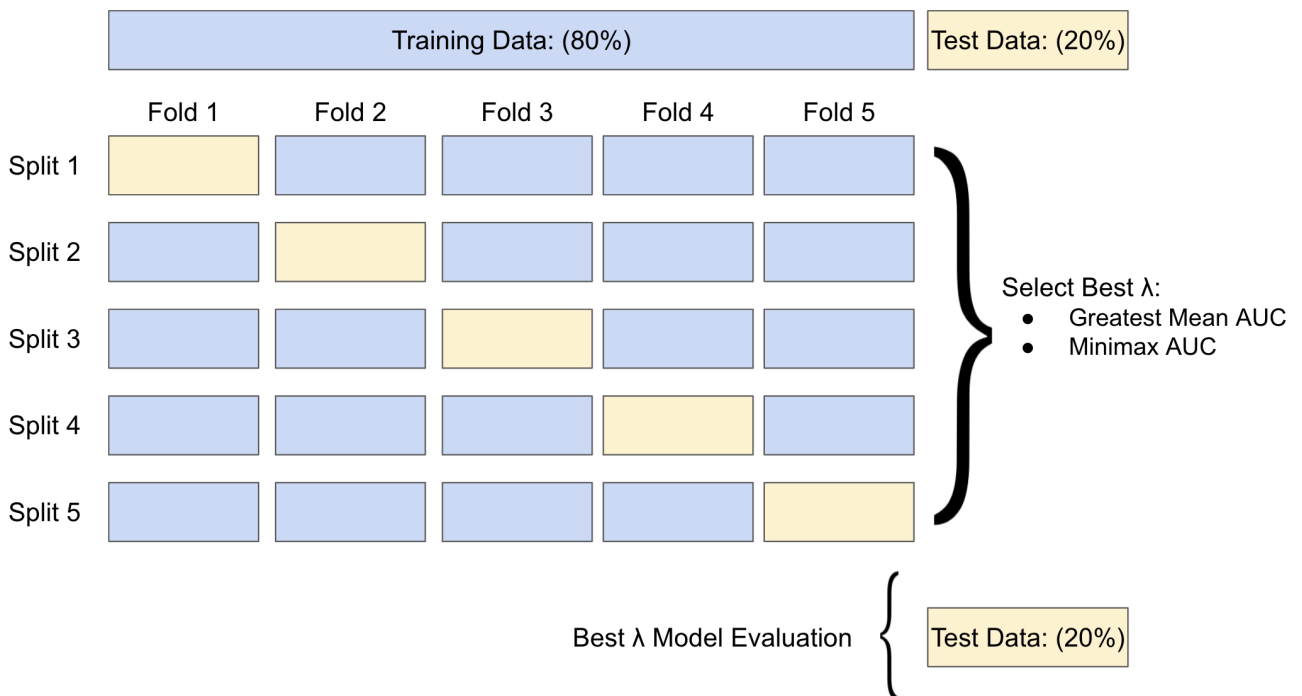 Training Data: (80%)
Test Data: (20%)
Fold 1
Fold 2
Fold 3
Fold 4
Fold 5
Split 1
Split 2
Split 3
Split 4
Split 5
Select Best λ:
● Greatest Mean AUC
● Minimax AUC
Best λ Model Evaluation
Test Data: (20%)